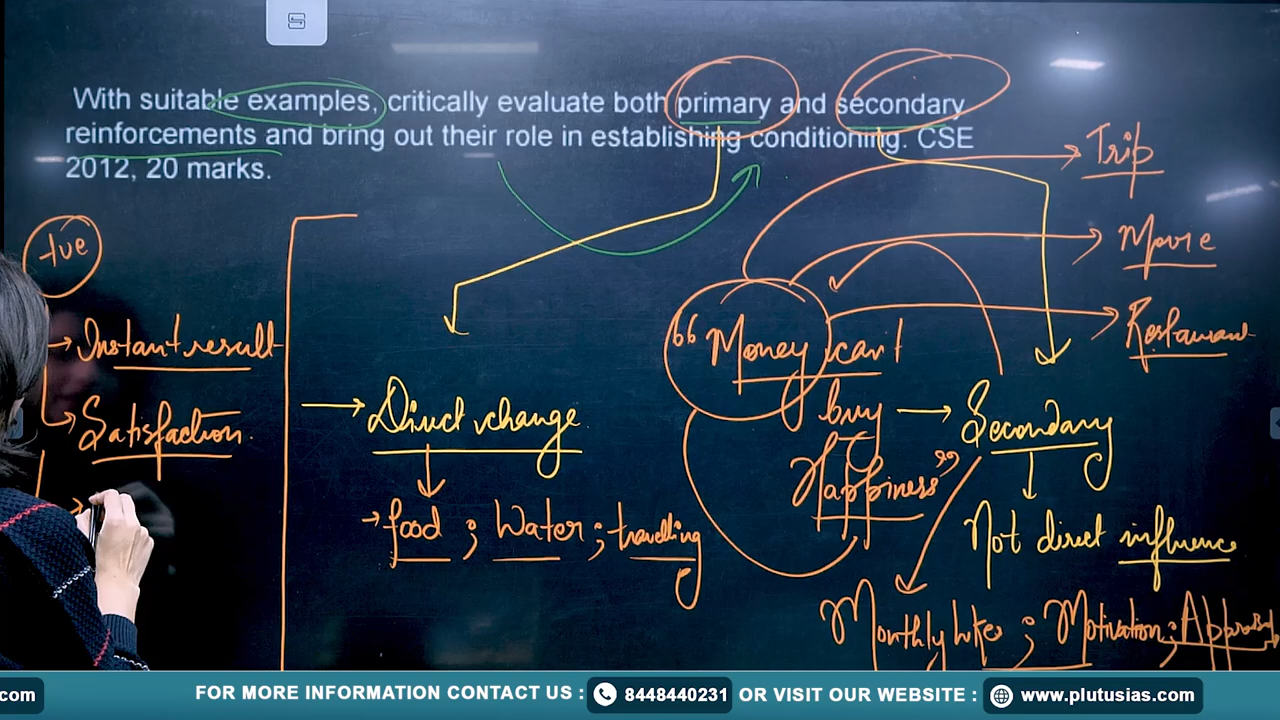 With suitable examples, critically evaluate both primary and secondary
reinforcements and bring out their role in establishing conditioning. CSE
2012, 20 marks.
+ve
Instant result
Satisfaction.
Direct change
food ; Water ; travelling
"Money can't
buy
Happiness"
Trip
Movie
Restaurant
Secondary
Not direct influence
Monthly ; Motivation ;
.com
FOR MORE INFORMATION CONTACT US : 8448440231 OR VISIT OUR WEBSITE : www.plutusias.com